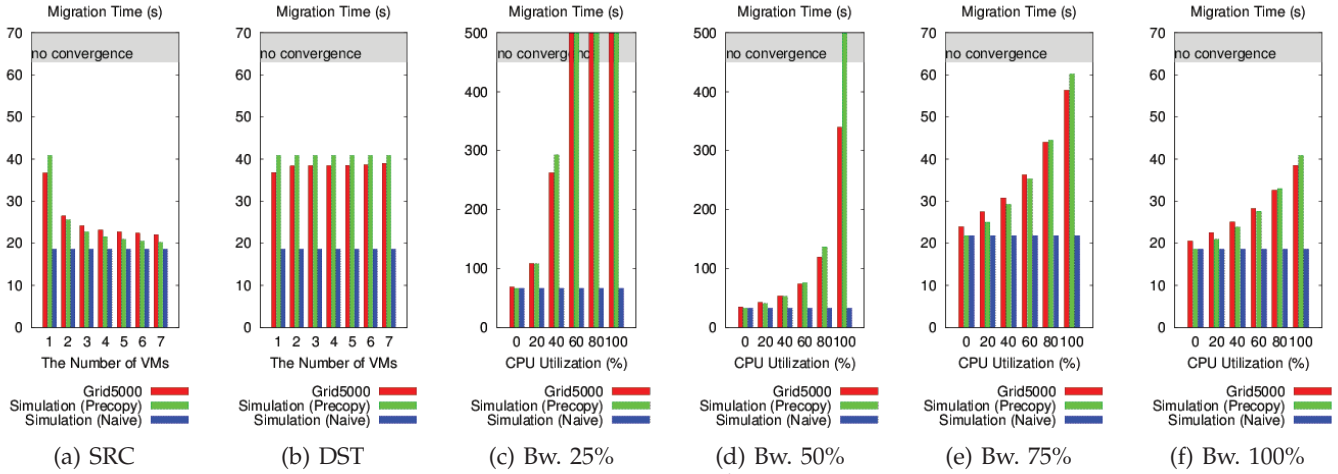 Migration Time (s)
70
60
50
40
30
20
10
0
no convergence
1 2 3 4 5 6 7
The Number of VMs
Grid5000
Simulation (Precopy)
Simulation (Naive)
(a) SRC
Migration Time (s)
70
60
50
40
30
20
10
0
no convergence
1 2 3 4 5 6 7
The Number of VMs
Grid5000
Simulation (Precopy)
Simulation (Naive)
(b) DST
Migration Time (s)
500
400
300
200
100
0
no convergence
0 20 40 60 80 100
CPU Utilization (%)
Grid5000
Simulation (Precopy)
Simulation (Naive)
(c) Bw. 25%
Migration Time (s)
500
400
300
200
100
0
no convergence
0 20 40 60 80 100
CPU Utilization (%)
Grid5000
Simulation (Precopy)
Simulation (Naive)
(d) Bw. 50%
Migration Time (s)
70
60
50
40
30
20
10
0
no convergence
0 20 40 60 80 100
CPU Utilization (%)
Grid5000
Simulation (Precopy)
Simulation (Naive)
(e) Bw. 75%
Migration Time (s)
70
60
50
40
30
20
10
0
no convergence
0 20 40 60 80 100
CPU Utilization (%)
Grid5000
Simulation (Precopy)
Simulation (Naive)
(f) Bw. 100%